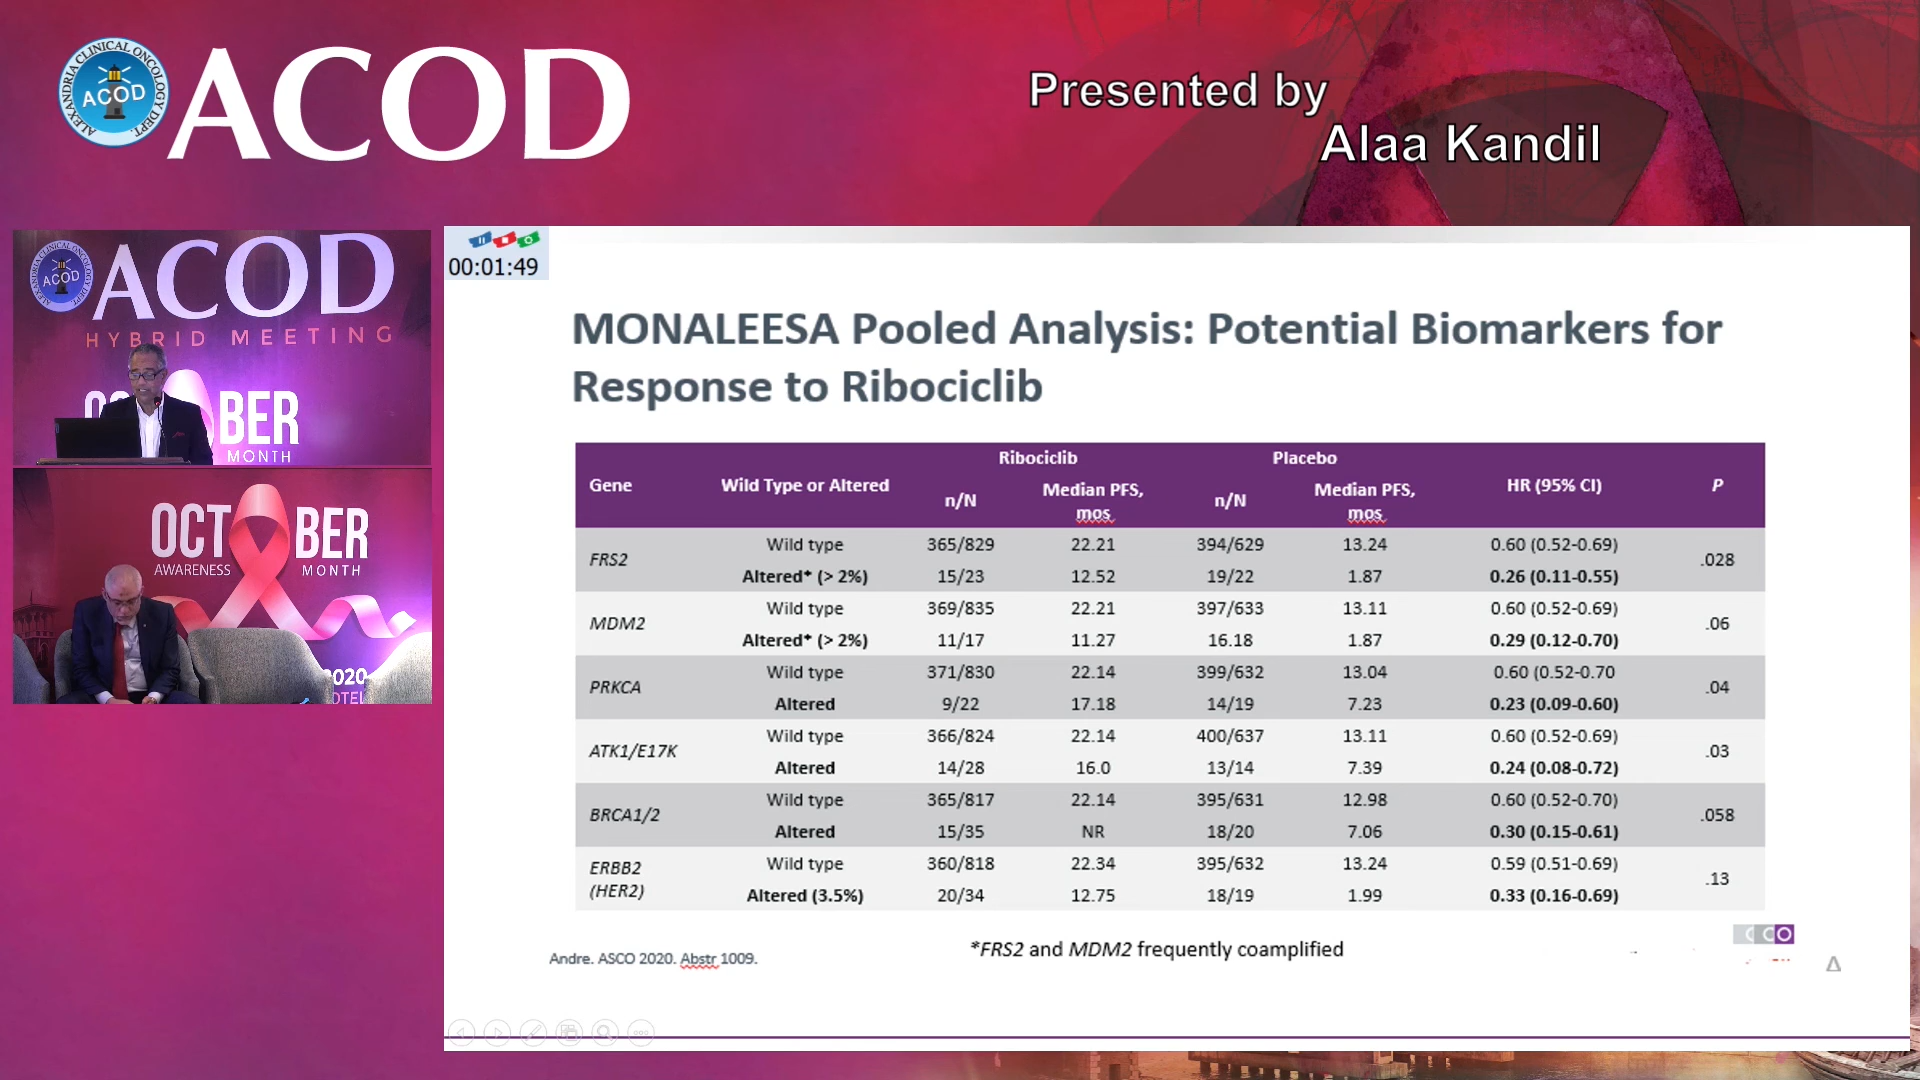 ALEXANDRIA CLINICAL ONCOLOGY DEPT.
ACOD
ACOD
Presented by
Alaa Kandil
ACOD
ACOD
HYBRID MEETING
BER
MONTH
OCT BER
AWARENESS MONTH
2020
00:01:49
MONALEESA Pooled Analysis: Potential Biomarkers for
Response to Ribociclib
Ribociclib Placebo
Gene Wild Type or Altered n/N Median PFS, mos n/N Median PFS, mos HR (95% CI) P
FRS2 Wild type 365/829 22.21 394/629 13.24 0.60 (0.52-0.69) .028
Altered* (> 2%) 15/23 12.52 19/22 1.87 0.26 (0.11-0.55)
MDM2 Wild type 369/835 22.21 397/633 13.11 0.60 (0.52-0.69) .06
Altered* (> 2%) 11/17 11.27 16.18 1.87 0.29 (0.12-0.70)
PRKCA Wild type 371/830 22.14 399/632 13.04 0.60 (0.52-0.70 .04
Altered 9/22 17.18 14/19 7.23 0.23 (0.09-0.60)
ATK1/E17K Wild type 366/824 22.14 400/637 13.11 0.60 (0.52-0.69) .03
Altered 14/28 16.0 13/14 7.39 0.24 (0.08-0.72)
BRCA1/2 Wild type 365/817 22.14 395/631 12.98 0.60 (0.52-0.70) .058
Altered 15/35 NR 18/20 7.06 0.30 (0.15-0.61)
ERBB2 (HER2) Wild type 360/818 22.34 395/632 13.24 0.59 (0.51-0.69) .13
Altered (3.5%) 20/34 12.75 18/19 1.99 0.33 (0.16-0.69)
*FRS2 and MDM2 frequently coamplified
Andre. ASCO 2020. Abstr 1009.
CCO